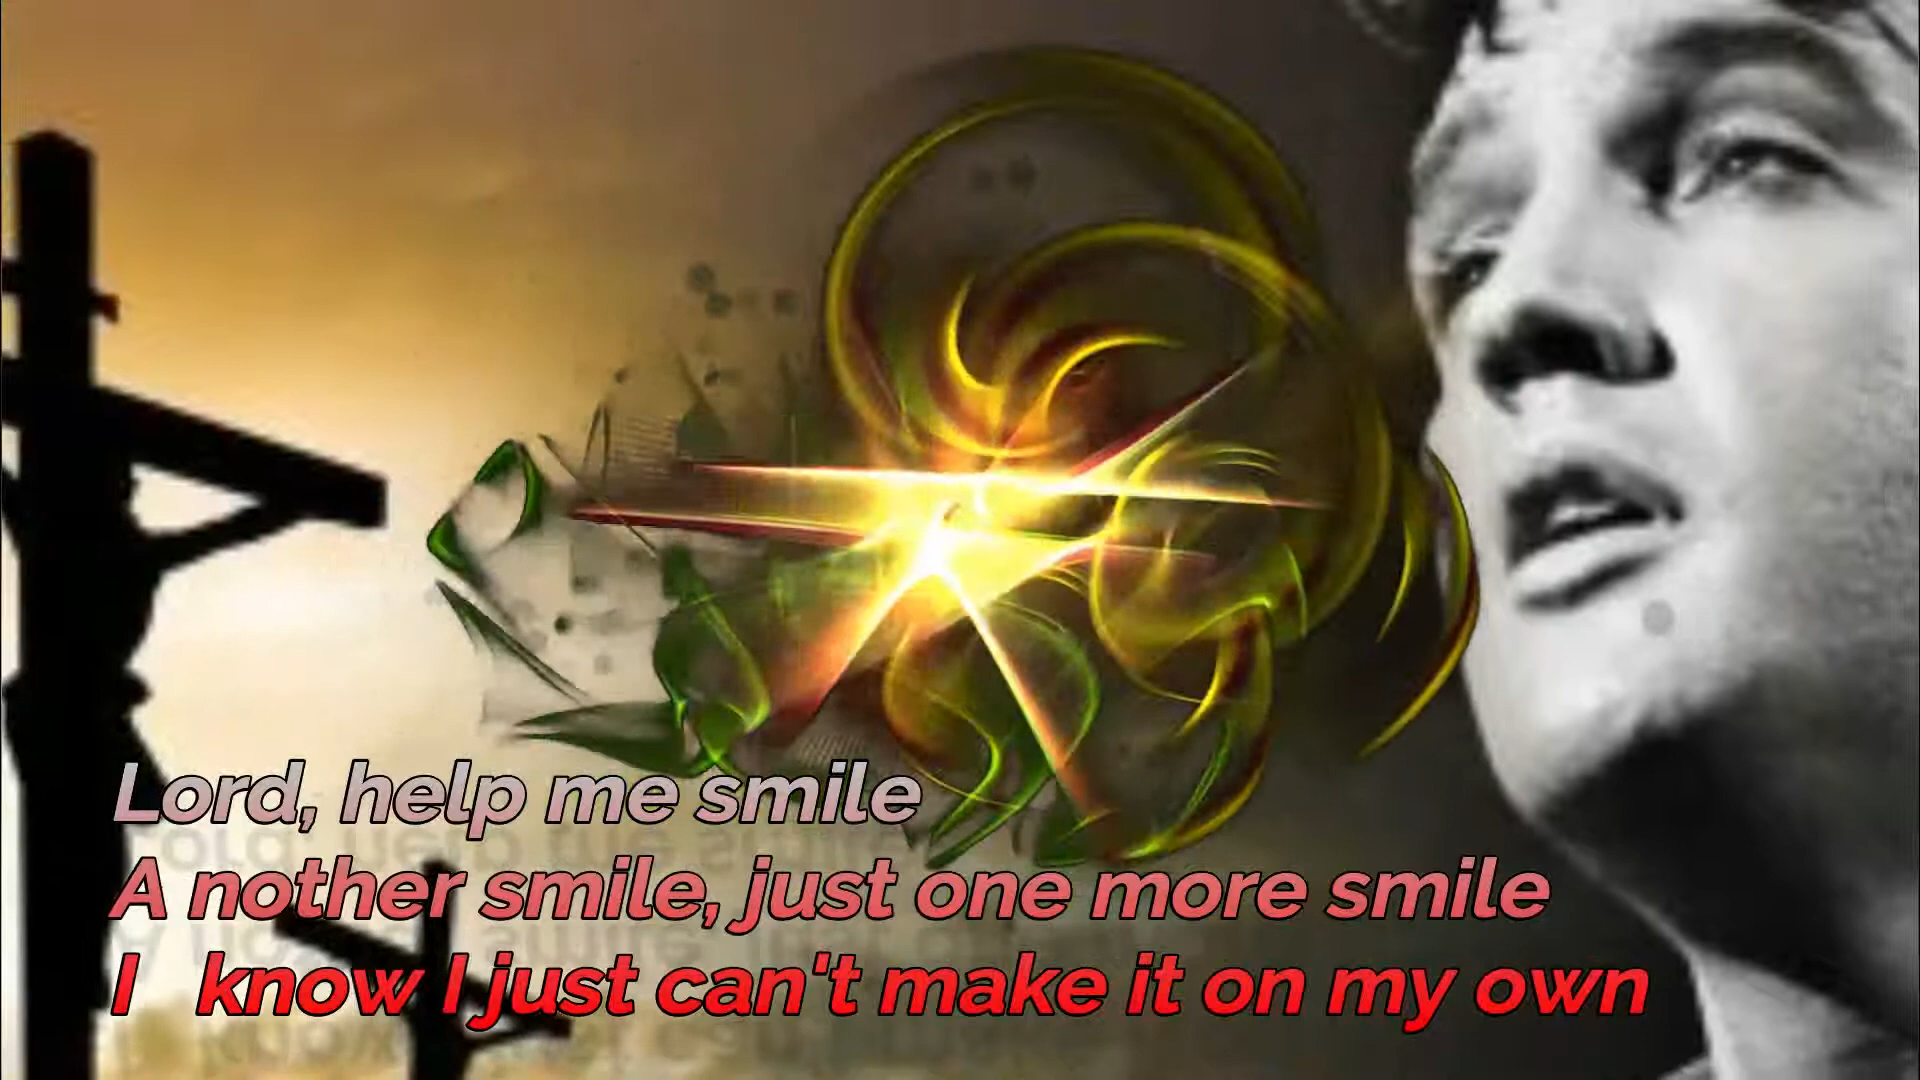 Lord, help me smile
A nother smile, just one more smile
I know I just can't make it on my own